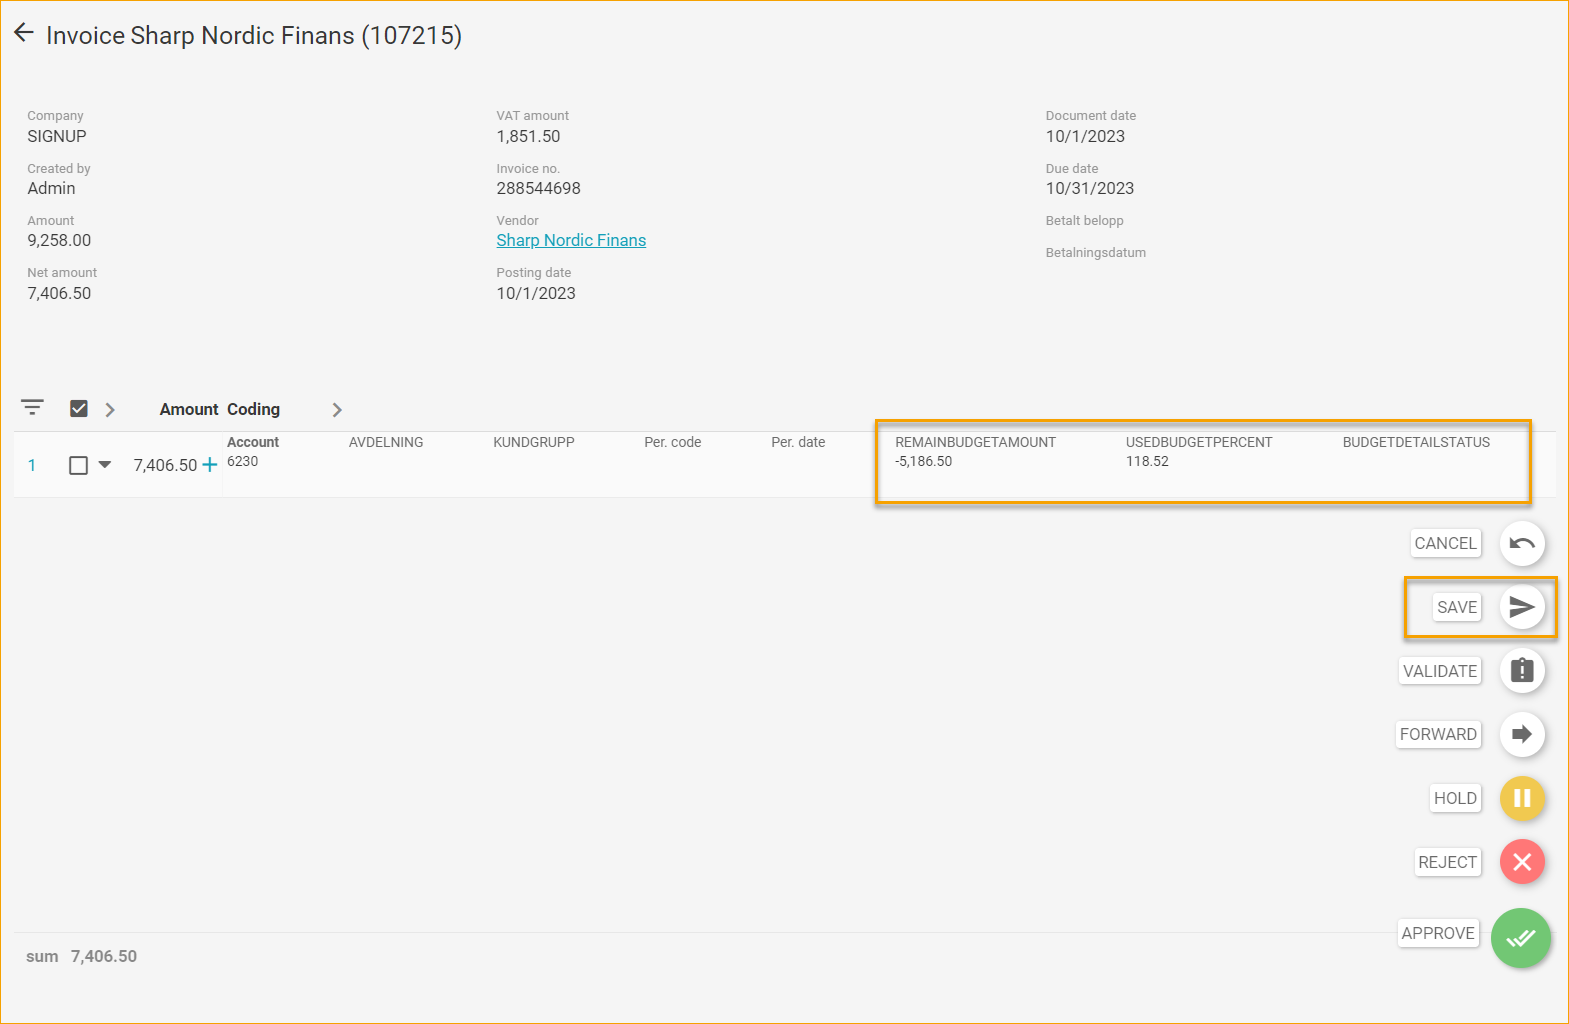 Invoice Sharp Nordic Finans (107215)
Company
SIGNUP
Created by
Admin
Amount
9,258.00
Net amount
7,406.50
VAT amount
1,851.50
Invoice no.
288544698
Vendor
Sharp Nordic Finans
Posting date
10/1/2023
Document date
10/1/2023
Due date
10/31/2023
Betalt belopp
Betalningsdatum
Amount Coding
Account AVDELNING KUNDGRUPP Per. code Per. date REMAINBUDGETAMOUNT USEDBUDGETPERCENT BUDGETDETAILSTATUS
1 7,406.50 6230 -5,186.50 118.52
CANCEL
SAVE
VALIDATE
FORWARD
HOLD
REJECT
APPROVE
sum 7,406.50